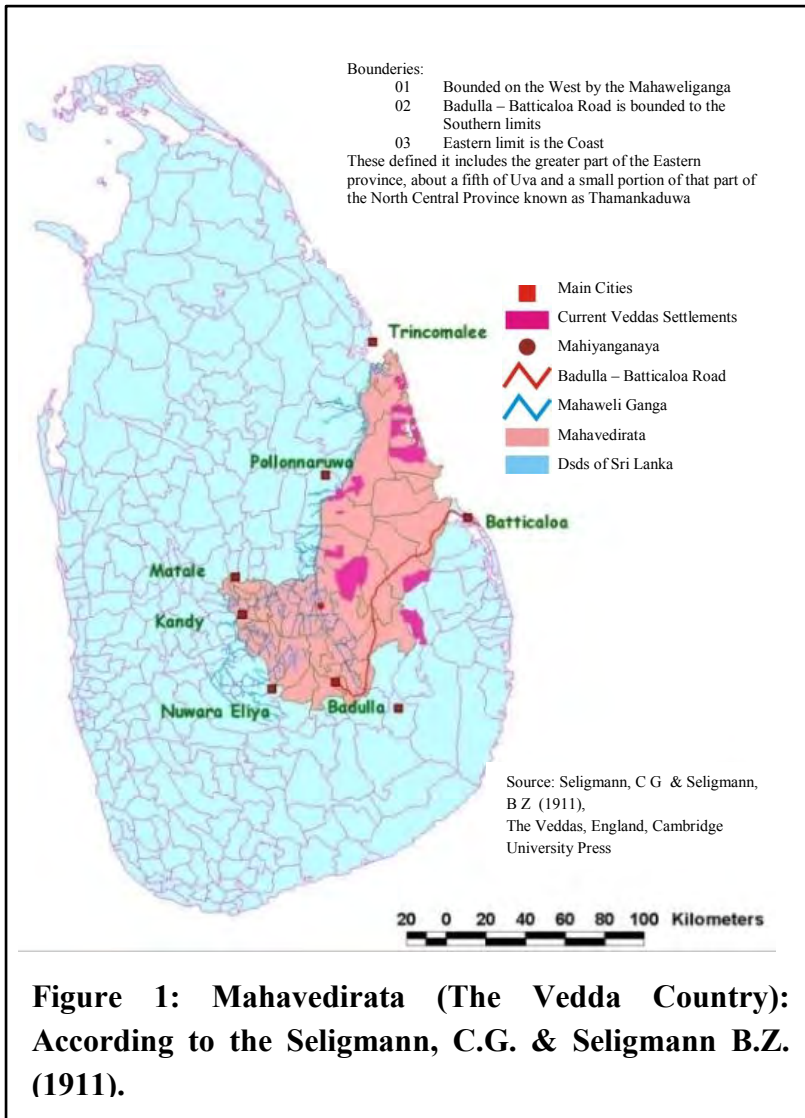 Bounderies:
01 Bounded on the West by the Mahaweliganga
02 Badulla – Batticaloa Road is bounded to the
Southern limits
03 Eastern limit is the Coast
These defined it includes the greater part of the Eastern
province, about a fifth of Uva and a small portion of that part of
the North Central Province known as Thamankaduwa
Main Cities
Current Veddas Settlements
Mahiyanganaya
Badulla – Batticaloa Road
Mahaweli Ganga
Mahavedirata
Dsds of Sri Lanka
Trincomalee
Pollonnaruwa
Batticaloa
Matale
Kandy
Nuwara Eliya
Badulla
Source: Seligmann, C G & Seligmann,
B Z (1911),
The Veddas, England, Cambridge
University Press
20 0 20 40 60 80 100 Kilometers
Figure 1: Mahavedirata (The Vedda Country):
According to the Seligmann, C.G. & Seligmann B.Z.
(1911).